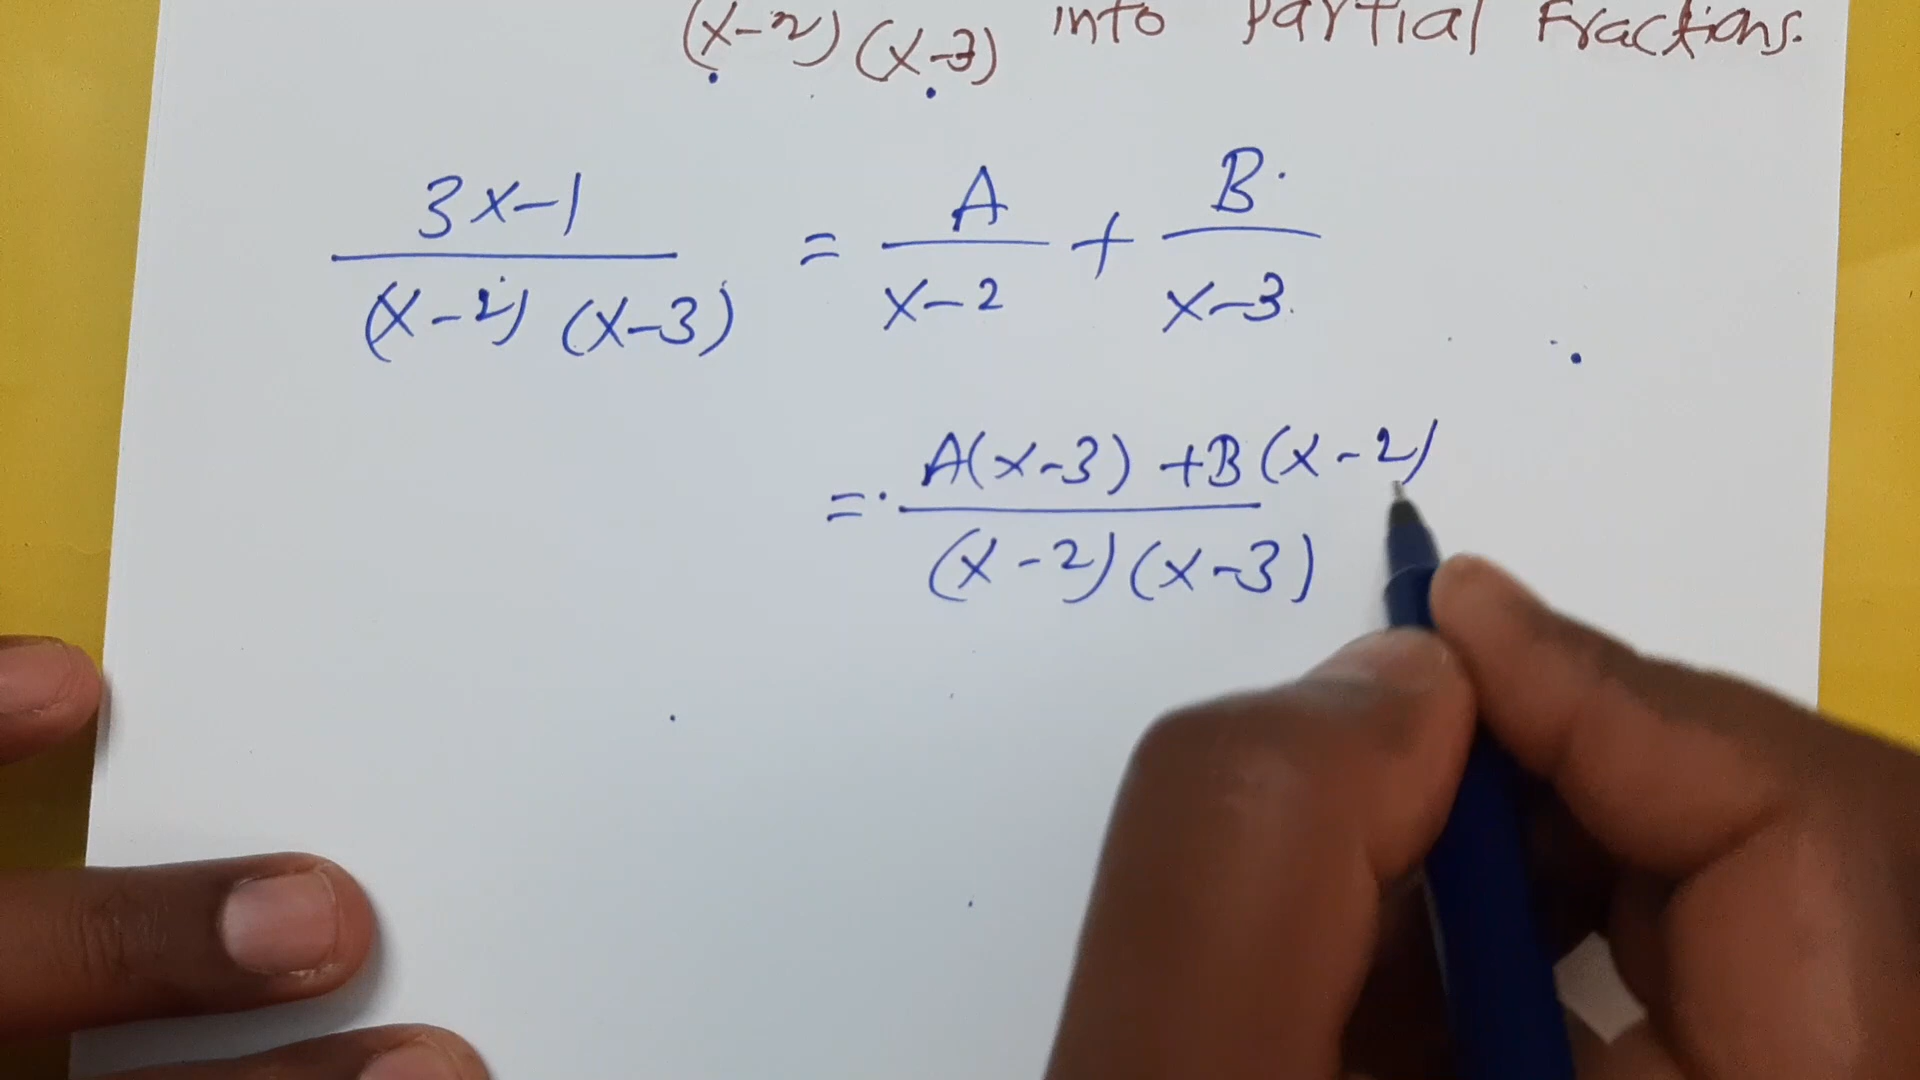 (x-2)(x-3) into Partial Fractions.
3x-1 / (x-2)(x-3) = A / x-2 + B / x-3
= A(x-3) + B(x-2) / (x-2)(x-3)